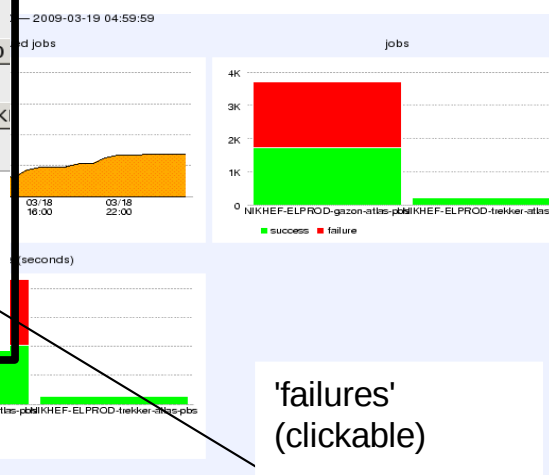 — 2009-03-19 04:59:59
ed jobs
jobs
4K
3K
2K
1K
0
03/18
16:00
03/18
22:00
NIKHEF-ELPROD-gazon-atlas-pbs
NIKHEF-ELPROD-trekker-atlas
success
failure
(seconds)
tlas-pbs
NIKHEF-ELPROD-trekker-atlas-pbs
'failures'
(clickable)